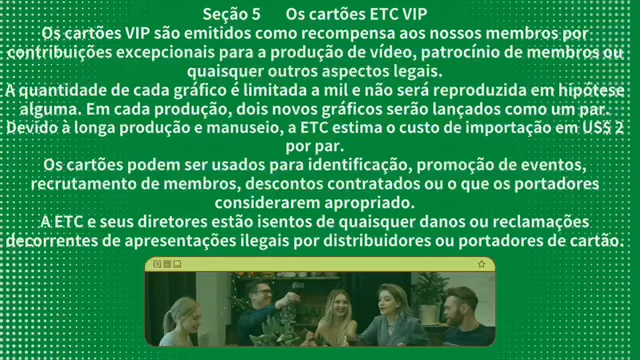 Seção 5 Os cartões ETC VIP
Os cartões VIP são emitidos como recompensa aos nossos membros por
contribuições excepcionais para a produção de vídeo, patrocínio de membros ou
quaisquer outros aspectos legais.
A quantidade de cada gráfico é limitada a mil e não será reproduzida em hipótese
alguma. Em cada produção, dois novos gráficos serão lançados como um par.
Devido à longa produção e manuseio, a ETC estima o custo de importação em US$ 2
por par.
Os cartões podem ser usados para identificação, promoção de eventos,
recrutamento de membros, descontos contratados ou o que os portadores
considerarem apropriado.
A ETC e seus diretores estão isentos de quaisquer danos ou reclamações
decorrentes de apresentações ilegais por distribuidores ou portadores de cartão.